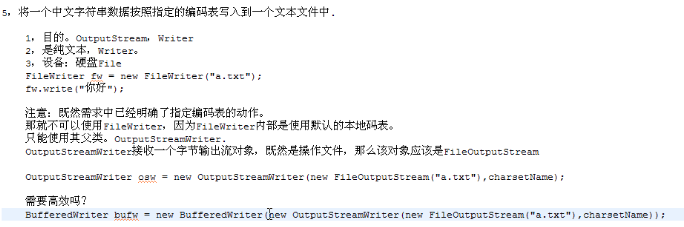 5，将一个中文字符串数据按照指定的编码表写入到一个文本文件中.
1，目的。OutputStream，Writer
2，是纯文本，Writer。
3，设备：硬盘File
FileWriter fw = new FileWriter("a.txt");
fw.write("你好");
注意：既然需求中已经明确了指定编码表的动作。
那就不可以使用FileWriter，因为FileWriter内部是使用默认的本地码表。
只能使用其父类。OutputStreamWriter.
OutputStreamWriter接收一个字节输出流对象，既然是操作文件，那么该对象应该是FileOutputStream
OutputStreamWriter osw = new OutputStreamWriter(new FileOutputStream("a.txt"),charsetName);
需要高效吗？
BufferedWriter bufw = new BufferedWriter(new OutputStreamWriter(new FileOutputStream("a.txt"),charsetName));